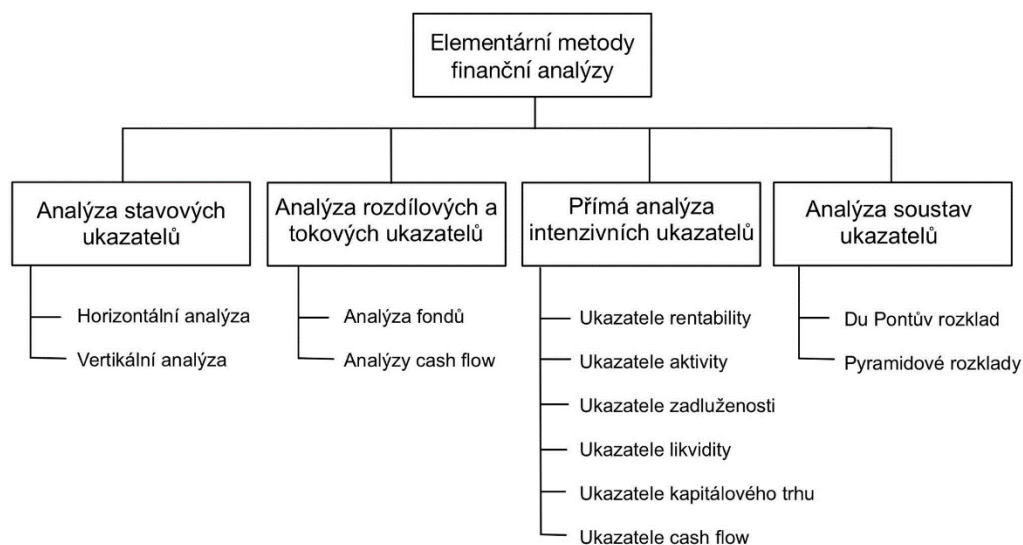 Elementární metody
finanční analýzy
Analýza stavových
ukazatelů
Horizontální analýza
Vertikální analýza
Analýza rozdílových a
tokových ukazatelů
Analýza fondů
Analýzy cash flow
Přímá analýza
intenzivních ukazatelů
Ukazatele rentability
Ukazatele aktivity
Ukazatele zadluženosti
Ukazatele likvidity
Ukazatele kapitálového trhu
Ukazatele cash flow
Analýza soustav
ukazatelů
Du Pontův rozklad
Pyramidové rozklady